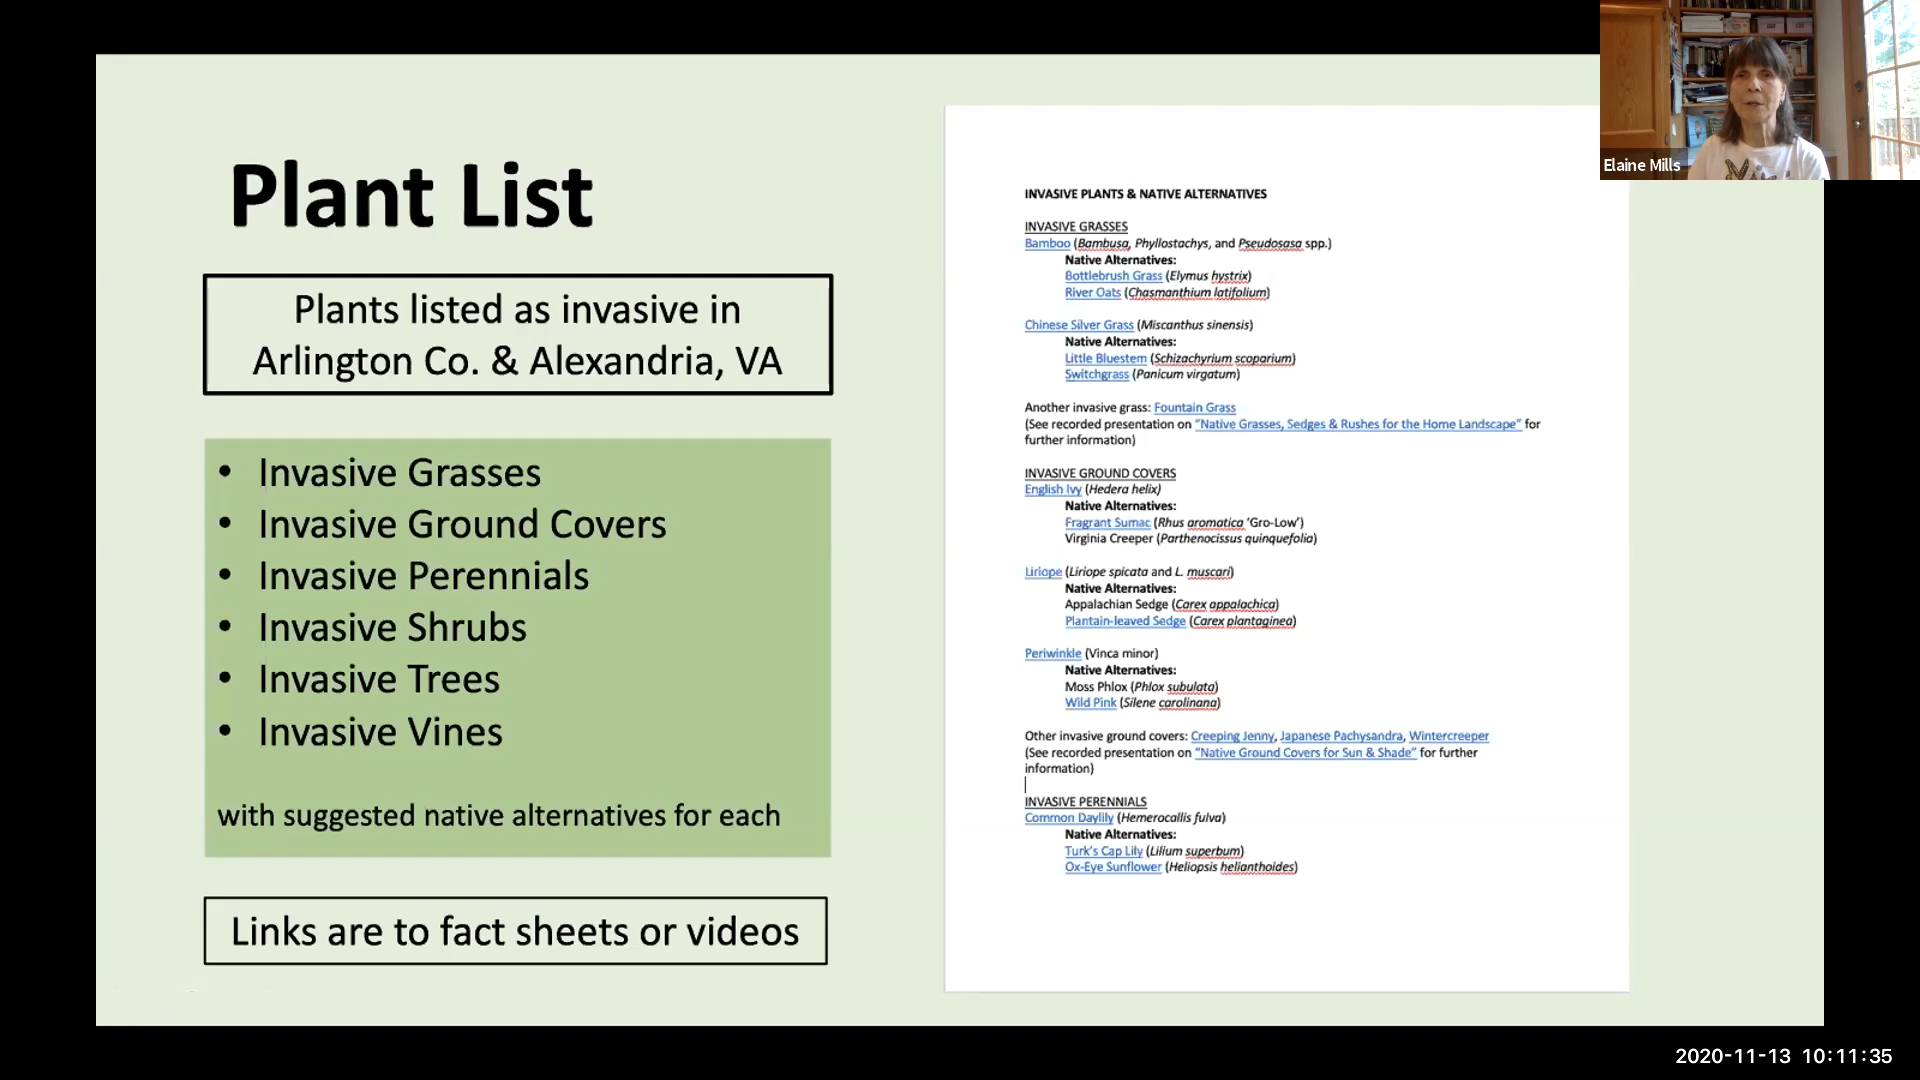 Plant List
Plants listed as invasive in
Arlington Co. & Alexandria, VA
• Invasive Grasses
• Invasive Ground Covers
• Invasive Perennials
• Invasive Shrubs
• Invasive Trees
• Invasive Vines
with suggested native alternatives for each
Links are to fact sheets or videos
INVASIVE PLANTS & NATIVE ALTERNATIVES
INVASIVE GRASSES
Bamboo (Bambusa, Phyllostachys, and Pseudosasa spp.)
Native Alternatives:
Bottlebrush Grass (Elymus hystrix)
River Oats (Chasmanthium latifolium)
Chinese Silver Grass (Miscanthus sinensis)
Native Alternatives:
Little Bluestem (Schizachyrium scoparium)
Switchgrass (Panicum virgatum)
Another invasive grass: Fountain Grass
(See recorded presentation on "Native Grasses, Sedges & Rushes for the Home Landscape" for
further information)
INVASIVE GROUND COVERS
English Ivy (Hedera helix)
Native Alternatives:
Fragrant Sumac (Rhus aromatica 'Gro-Low')
Virginia Creeper (Parthenocissus quinquefolia)
Liriope (Liriope spicata and L. muscari)
Native Alternatives:
Appalachian Sedge (Carex appalachica)
Plantain-leaved Sedge (Carex plantaginea)
Periwinkle (Vinca minor)
Native Alternatives:
Moss Phlox (Phlox subulata)
Wild Pink (Silene carolinana)
Other invasive ground covers: Creeping Jenny, Japanese Pachysandra, Wintercreeper
(See recorded presentation on "Native Ground Covers for Sun & Shade" for further
information)
INVASIVE PERENNIALS
Common Daylily (Hemerocallis fulva)
Native Alternatives:
Turk's Cap Lily (Lilium superbum)
Ox-Eye Sunflower (Heliopsis helianthoides)
Elaine Mills
2020-11-13 10:11:35